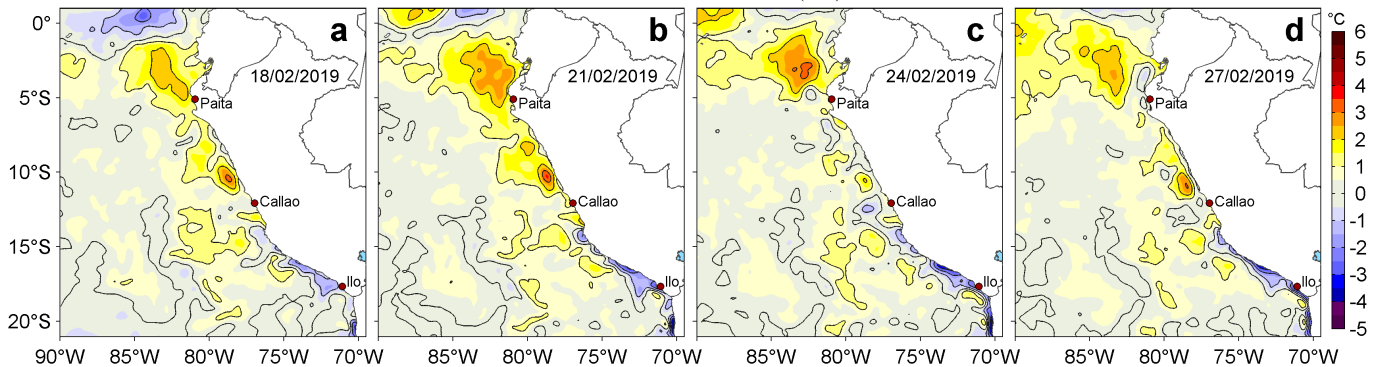 a b c d
°C
18/02/2019 21/02/2019 24/02/2019 27/02/2019
Paita Paita Paita Paita
Callao Callao Callao Callao
Ilo Ilo Ilo Ilo
0°
5°S
10°S
15°S
20°S
90°W 85°W 80°W 75°W 70°W 85°W 80°W 75°W 70°W 85°W 80°W 75°W 70°W 85°W 80°W 75°W 70°W
6
5
4
3
2
1
0
-1
-2
-3
-4
-5